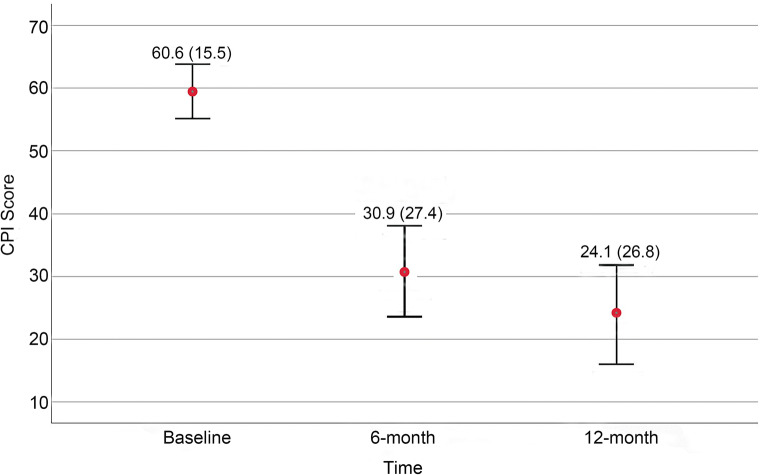 70
60.6 (15.5)
60
50
40
30.9 (27.4)
24.1 (26.8)
30
20
10
CPI Score
Baseline
6-month
12-month
Time